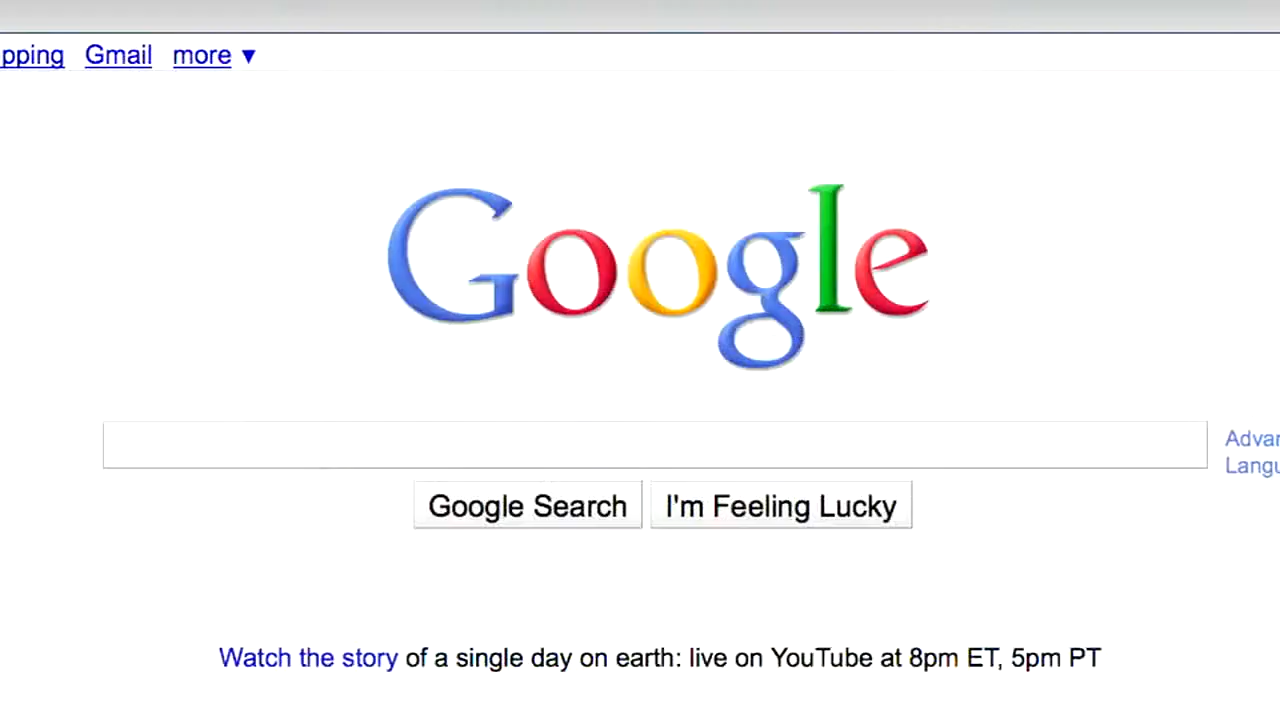 pping Gmail more ▼
Google
Advan
Langu
Google Search I'm Feeling Lucky
Watch the story of a single day on earth: live on YouTube at 8pm ET, 5pm PT